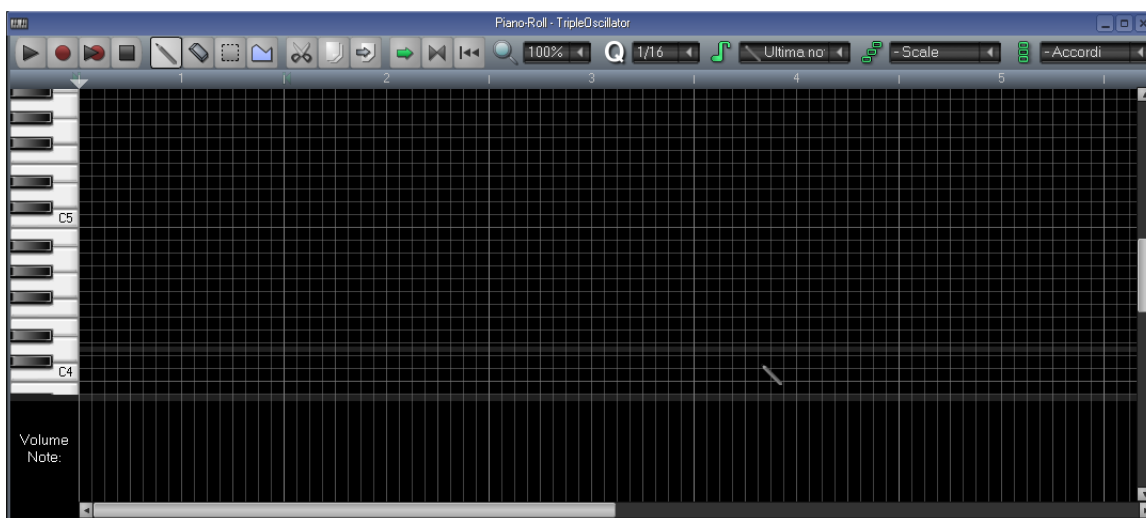 Piano-Roll - TripleOscillator
100% Q 1/16 Ultima no - Scale - Accordi
1 2 3 4 5
C5
C4
Volume
Note: